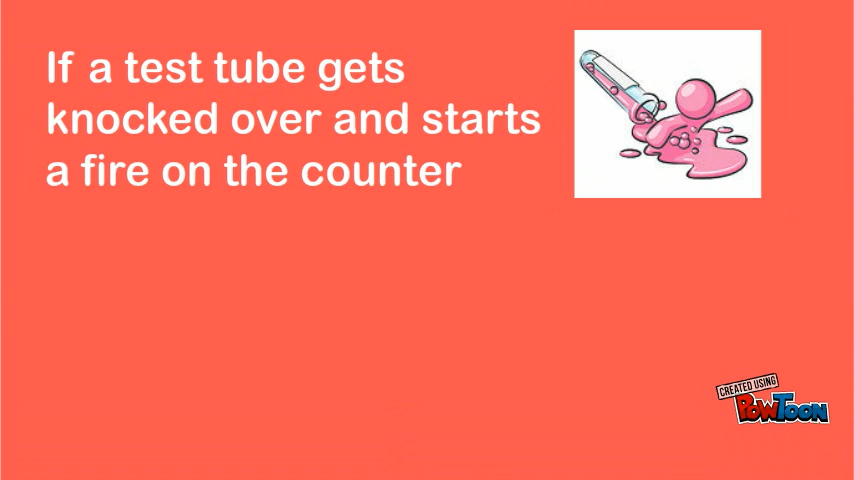 If a test tube gets
knocked over and starts
a fire on the counter
CREATED USING
POWTOON